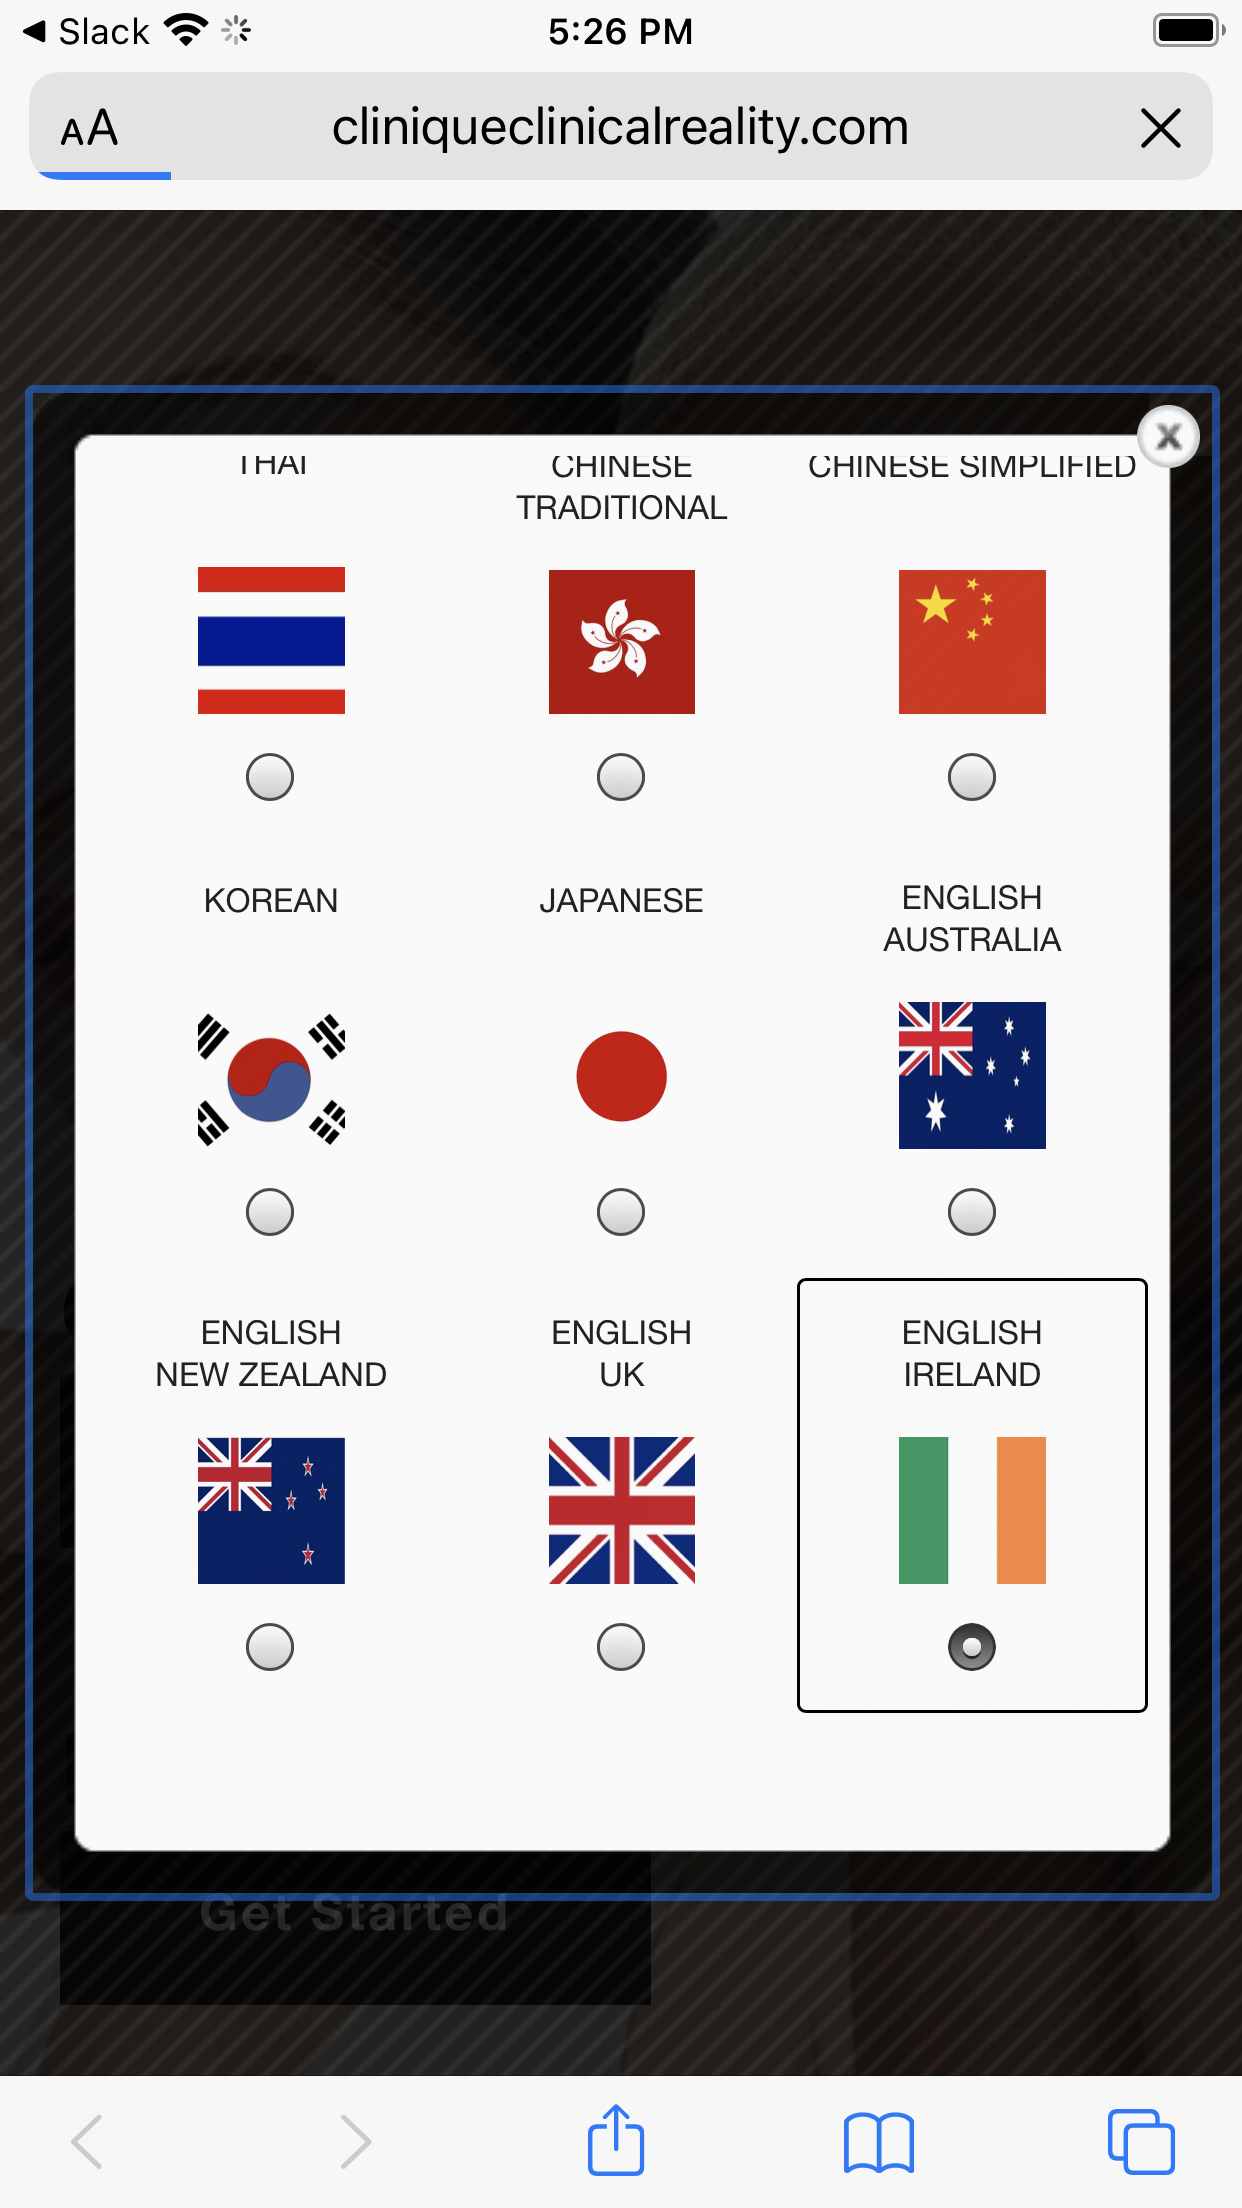 Slack
5:26 PM
AA
cliniqueclinicalreality.com
THAI
CHINESE
TRADITIONAL
CHINESE SIMPLIFIED
KOREAN
JAPANESE
ENGLISH
AUSTRALIA
ENGLISH
NEW ZEALAND
ENGLISH
UK
ENGLISH
IRELAND
Get Started